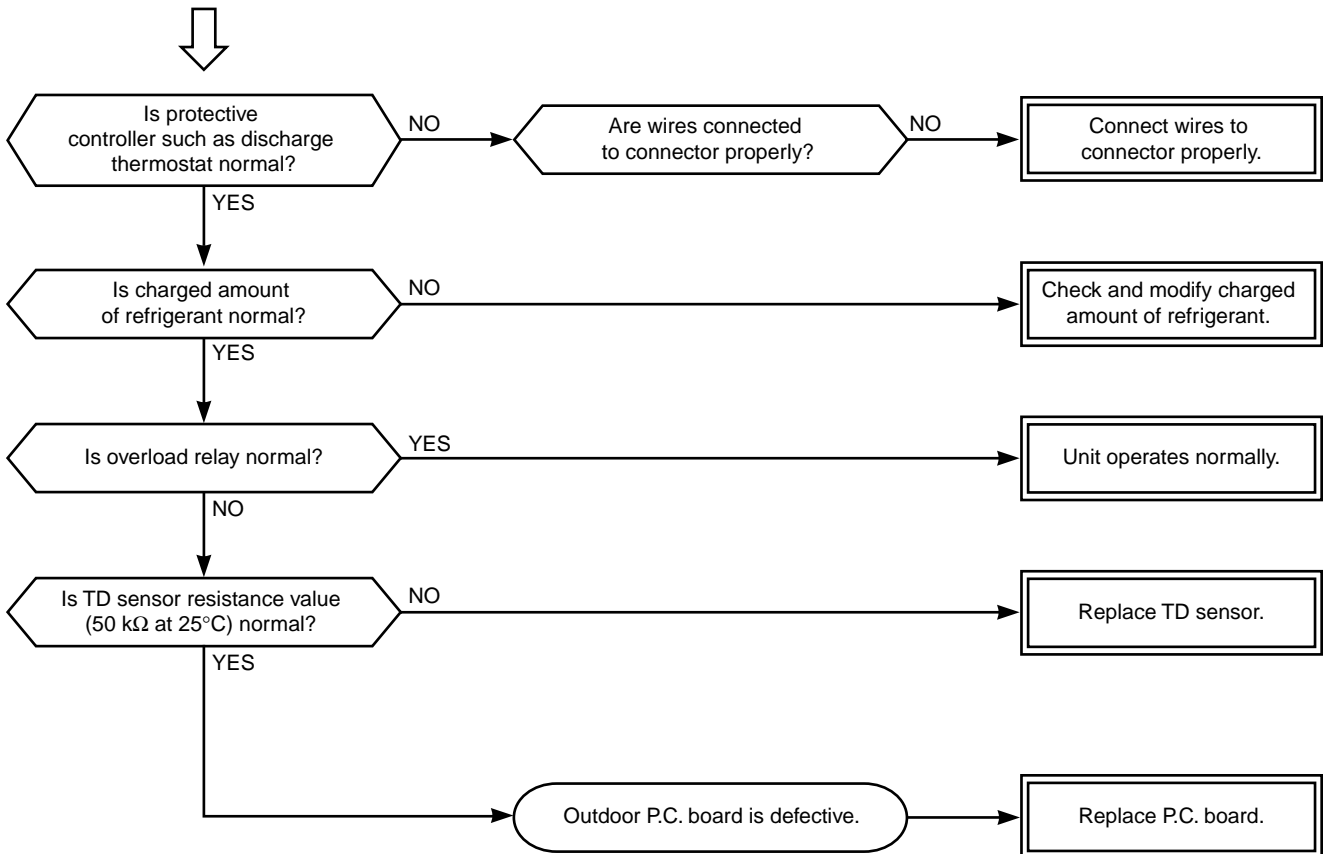 Is protective
controller such as discharge
thermostat normal?
NO
Are wires connected
to connector properly?
NO
Connect wires to
connector properly.
YES
Is charged amount
of refrigerant normal?
NO
Check and modify charged
amount of refrigerant.
YES
Is overload relay normal?
YES
Unit operates normally.
NO
Is TD sensor resistance value
(50 kΩ at 25°C) normal?
NO
Replace TD sensor.
YES
Outdoor P.C. board is defective.
Replace P.C. board.